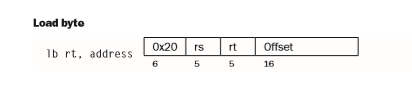 Load byte
lb rt, address 0x20 rs rt Offset
6 5 5 16